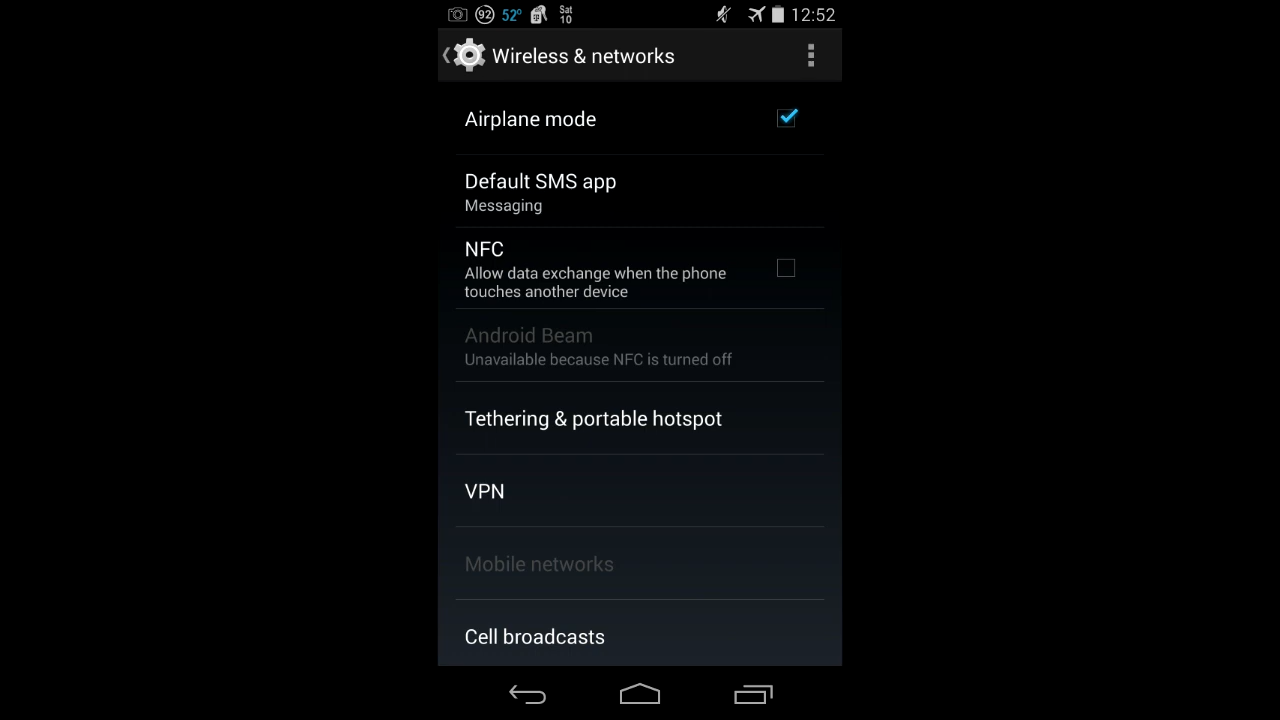 92 52° Sat 10 12:52
Wireless & networks
Airplane mode
Default SMS app
Messaging
NFC
Allow data exchange when the phone
touches another device
Android Beam
Unavailable because NFC is turned off
Tethering & portable hotspot
VPN
Mobile networks
Cell broadcasts